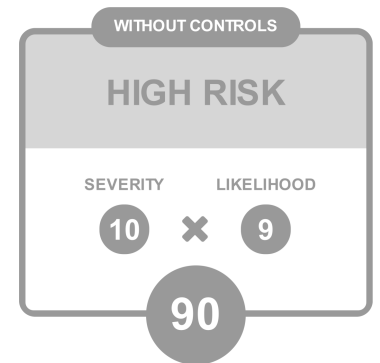 WITHOUT CONTROLS
HIGH RISK
SEVERITY LIKELIHOOD
10 × 9
90